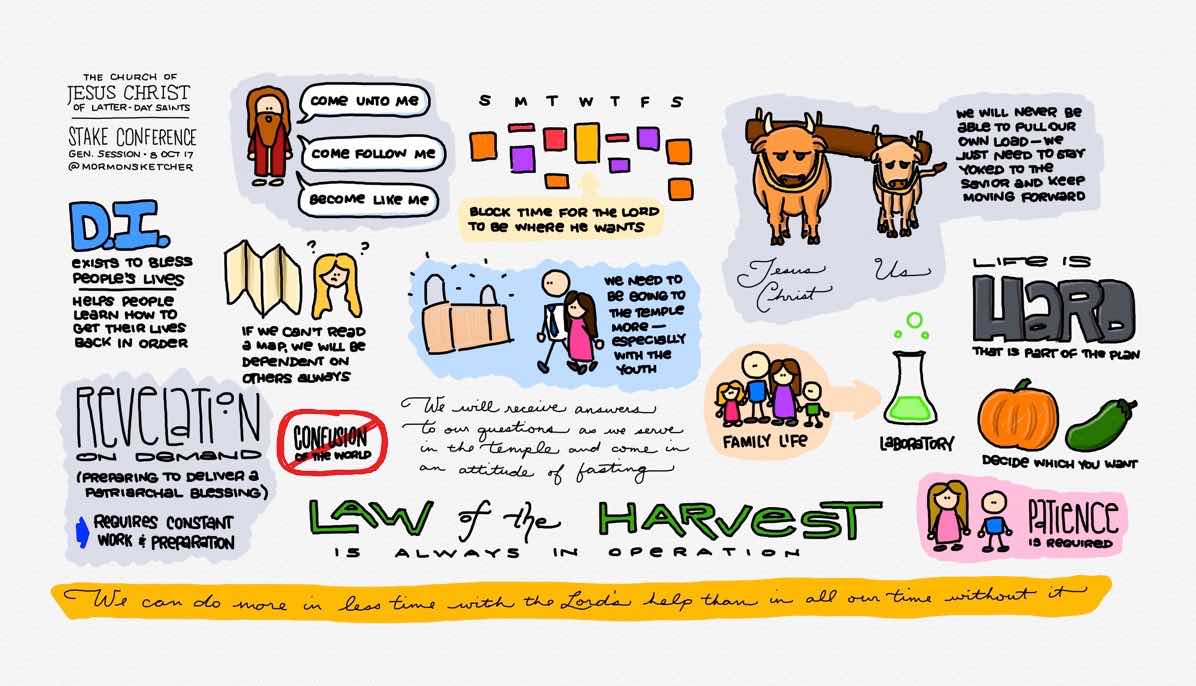 THE CHURCH OF
JESUS CHRIST
OF LATTER-DAY SAINTS
STAKE CONFERENCE
GEN. SESSION • 8 OCT 17
@MORMONSKETCHER
COME UNTO ME
COME FOLLOW ME
BECOME LIKE ME
S M T W T F S
BLOCK TIME FOR THE LORD
TO BE WHERE HE WANTS
WE WILL NEVER BE
ABLE TO PULL OUR
OWN LOAD – WE
JUST NEED TO STAY
YOKED TO THE
SAVIOR AND KEEP
MOVING FORWARD
Jesus
Christ
Us
D.I.
EXISTS TO BLESS
PEOPLE'S LIVES
HELPS PEOPLE
LEARN HOW TO
GET THEIR LIVES
BACK IN ORDER
? ?
IF WE CAN'T READ
A MAP, WE WILL BE
DEPENDENT ON
OTHERS ALWAYS
WE NEED TO
BE GOING TO
THE TEMPLE
MORE –
ESPECIALLY
WITH THE
YOUTH
LIFE IS
HARD
THAT IS PART OF THE PLAN
REVELATION
ON DEMAND
(PREPARING TO DELIVER A
PATRIARCHAL BLESSING)
REQUIRES CONSTANT
WORK & PREPARATION
CONFUSION
OF THE WORLD
We will receive answers
to our questions as we serve
in the temple and come in
an attitude of fasting
FAMILY LIFE
LABORATORY
DECIDE WHICH YOU WANT
LAW of the HARVEST
IS ALWAYS IN OPERATION
PATIENCE
IS REQUIRED
We can do more in less time with the Lord's help than in all our time without it